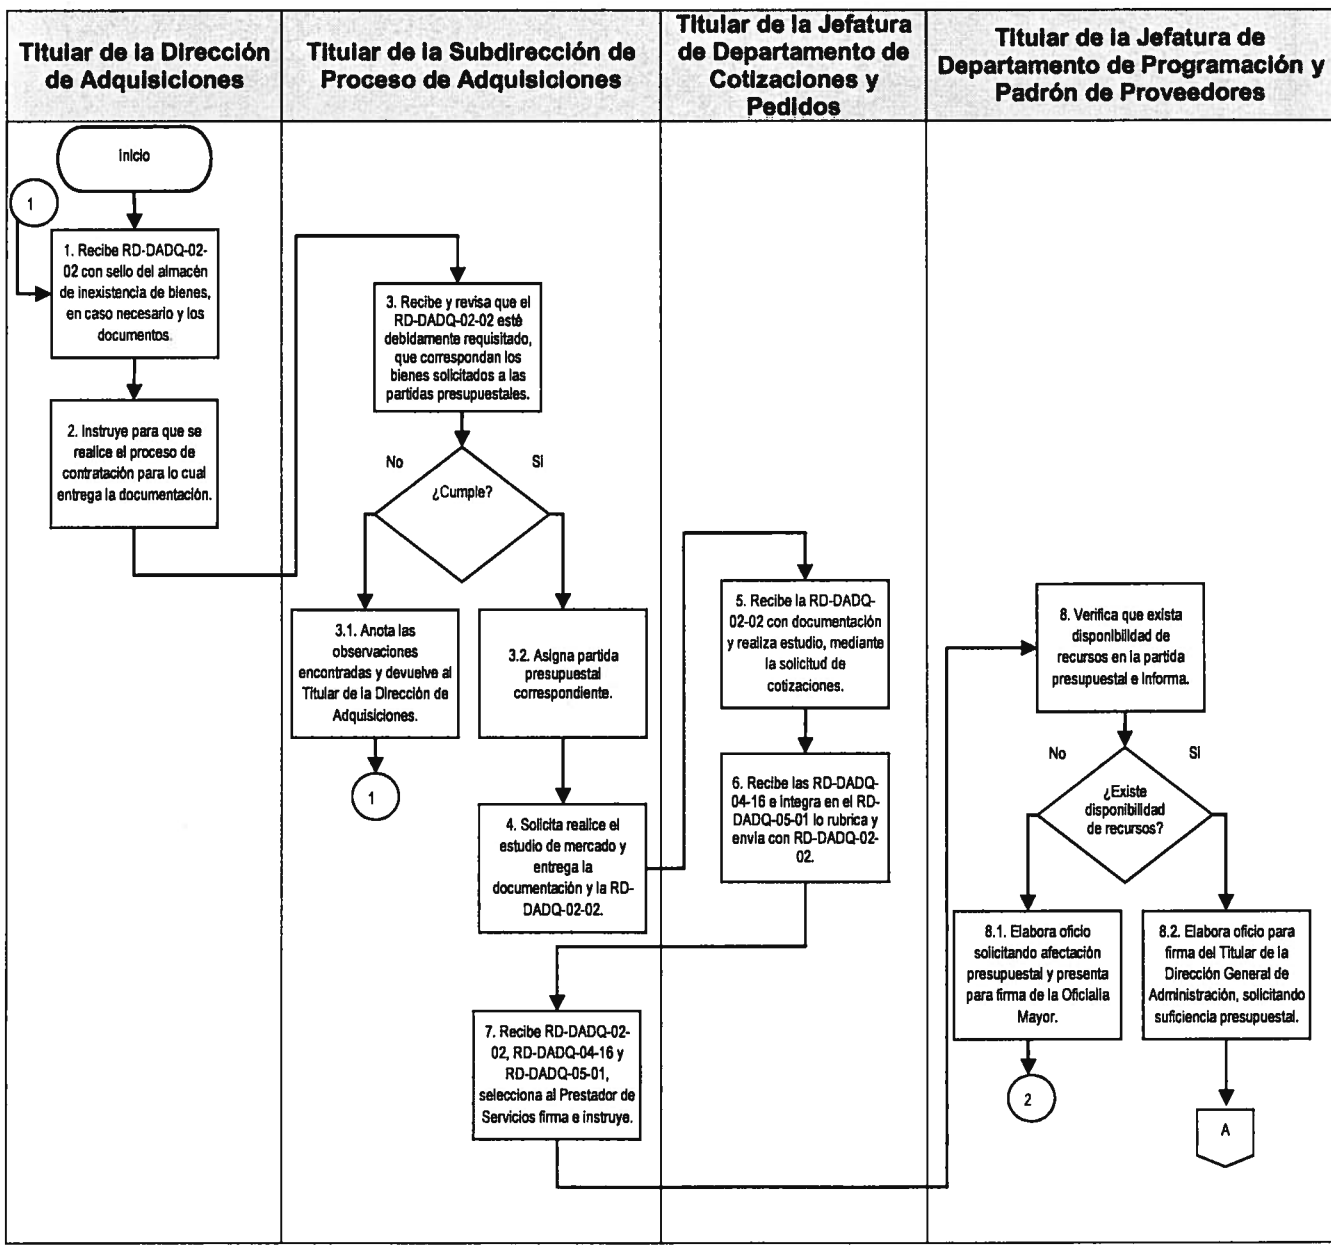 Titular de la Dirección
de Adquisiciones
Titular de la Subdirección de
Proceso de Adquisiciones
Titular de la Jefatura
de Departamento de
Cotizaciones y
Pedidos
Titular de la Jefatura de
Departamento de Programación y
Padrón de Proveedores
Inicio
1
1. Recibe RD-DADQ-02-
02 con sello del almacén
de inexistencia de bienes,
en caso necesario y los
documentos.
2. Instruye para que se
realice el proceso de
contratación para lo cual
entrega la documentación.
3. Recibe y revisa que el
RD-DADQ-02-02 esté
debidamente requisitado,
que correspondan los
bienes solicitados a las
partidas presupuestales.
No
Si
¿Cumple?
3.1. Anota las
observaciones
encontradas y devuelve al
Titular de la Dirección de
Adquisiciones.
1
3.2. Asigna partida
presupuestal
correspondiente.
4. Solicita realice el
estudio de mercado y
entrega la
documentación y la RD-
DADQ-02-02.
5. Recibe la RD-DADQ-
02-02 con documentación
y realiza estudio, mediante
la solicitud de
cotizaciones.
6. Recibe las RD-DADQ-
04-16 e integra en el RD-
DADQ-05-01 lo rubrica y
envía con RD-DADQ-02-
02.
7. Recibe RD-DADQ-02-
02, RD-DADQ-04-16 y
RD-DADQ-05-01,
selecciona al Prestador de
Servicios firma e instruye.
8. Verifica que exista
disponibilidad de
recursos en la partida
presupuestal e informa.
No
Si
¿Existe
disponibilidad
de recursos?
8.1. Elabora oficio
solicitando afectación
presupuestal y presenta
para firma de la Oficialía
Mayor.
2
8.2. Elabora oficio para
firma del Titular de la
Dirección General de
Administración, solicitando
suficiencia presupuestal.
A